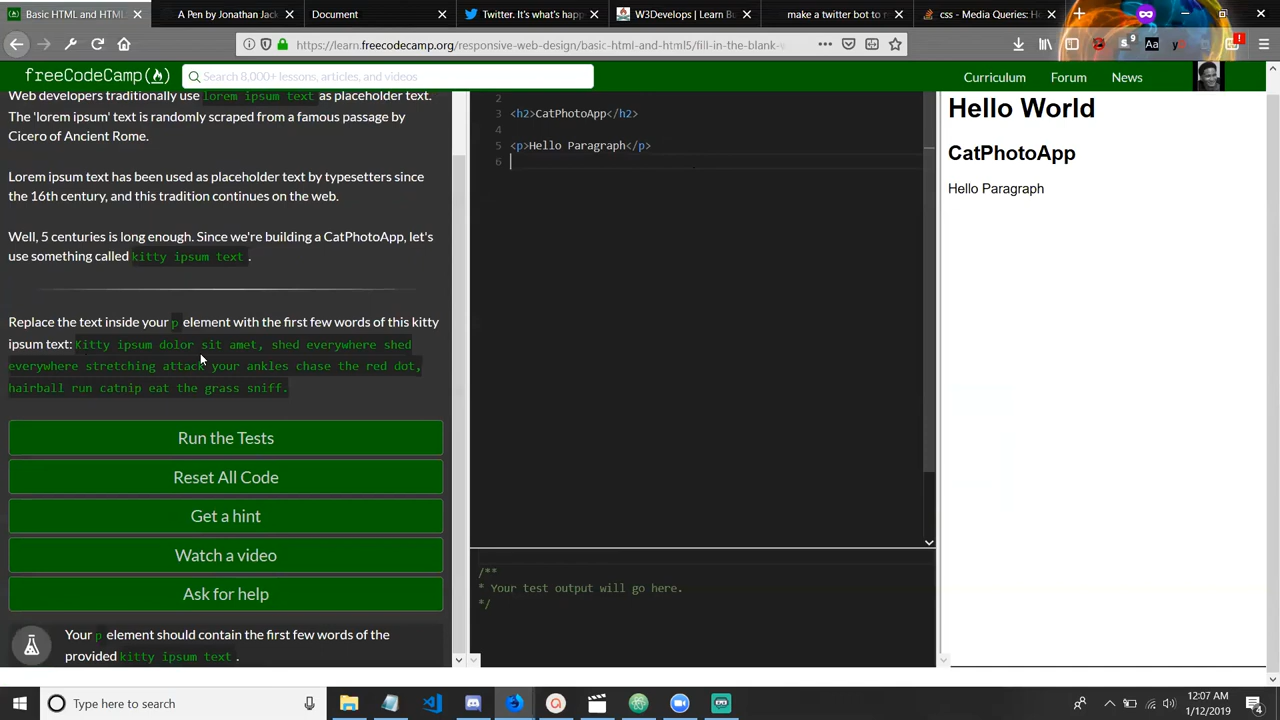 Basic HTML and HTML
A Pen by Jonathan Jack
Document
Twitter. It's what's happ
W3Develops | Learn Bu
make a twitter bot to r
css - Media Queries: Ho
https://learn.freecodecamp.org/responsive-web-design/basic-html-and-html5/fill-in-the-blank-w
freeCodeCamp
Search 8,000+ lessons, articles, and videos
Curriculum
Forum
News
Web developers traditionally use lorem ipsum text as placeholder text.
The 'lorem ipsum' text is randomly scraped from a famous passage by
Cicero of Ancient Rome.
Lorem ipsum text has been used as placeholder text by typesetters since
the 16th century, and this tradition continues on the web.
Well, 5 centuries is long enough. Since we're building a CatPhotoApp, let's
use something called kitty ipsum text .
Replace the text inside your p element with the first few words of this kitty
ipsum text: Kitty ipsum dolor sit amet, shed everywhere shed
everywhere stretching attack your ankles chase the red dot,
hairball run catnip eat the grass sniff.
Run the Tests
Reset All Code
Get a hint
Watch a video
Ask for help
Your p element should contain the first few words of the
provided kitty ipsum text .
2
3 <h2>CatPhotoApp</h2>
4
5 <p>Hello Paragraph</p>
6
/**
* Your test output will go here.
*/
Hello World
CatPhotoApp
Hello Paragraph
Type here to search
12:07 AM
1/12/2019
4